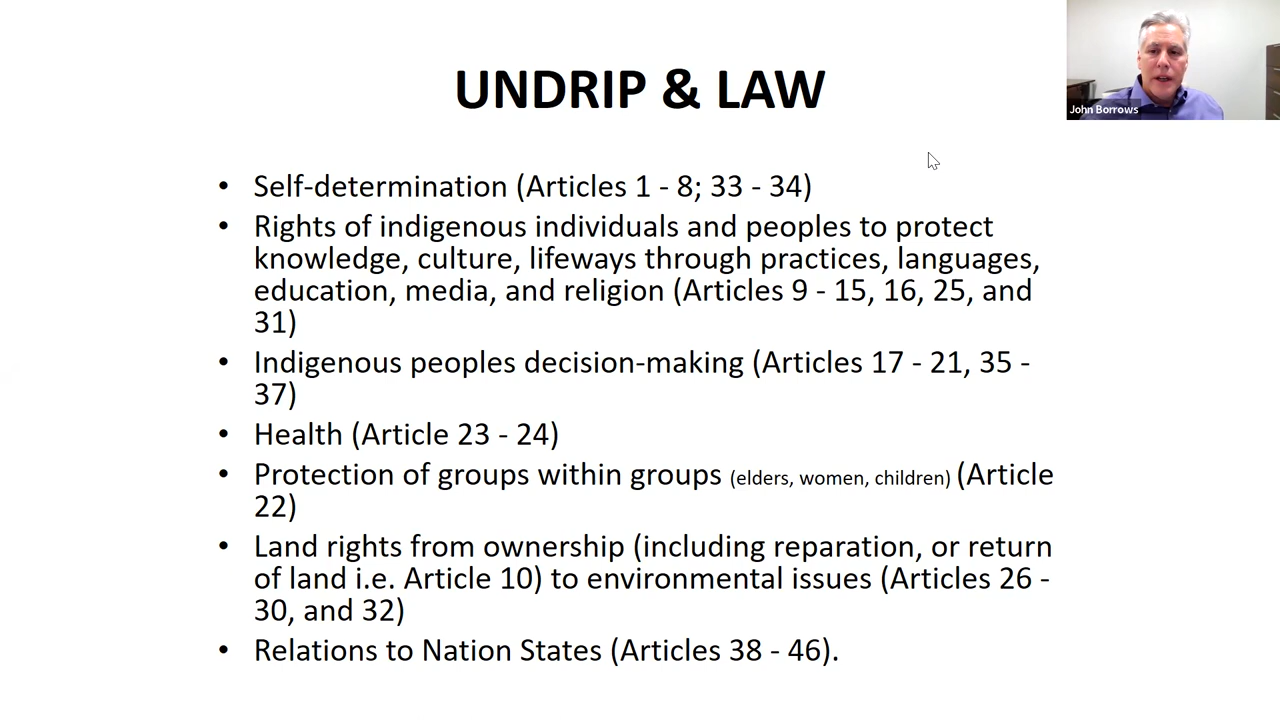 UNDRIP & LAW
John Borrows
• Self-determination (Articles 1 - 8; 33 - 34)
• Rights of indigenous individuals and peoples to protect
knowledge, culture, lifeways through practices, languages,
education, media, and religion (Articles 9 - 15, 16, 25, and
31)
• Indigenous peoples decision-making (Articles 17 - 21, 35 -
37)
• Health (Article 23 - 24)
• Protection of groups within groups (elders, women, children) (Article
22)
• Land rights from ownership (including reparation, or return
of land i.e. Article 10) to environmental issues (Articles 26 -
30, and 32)
• Relations to Nation States (Articles 38 - 46).